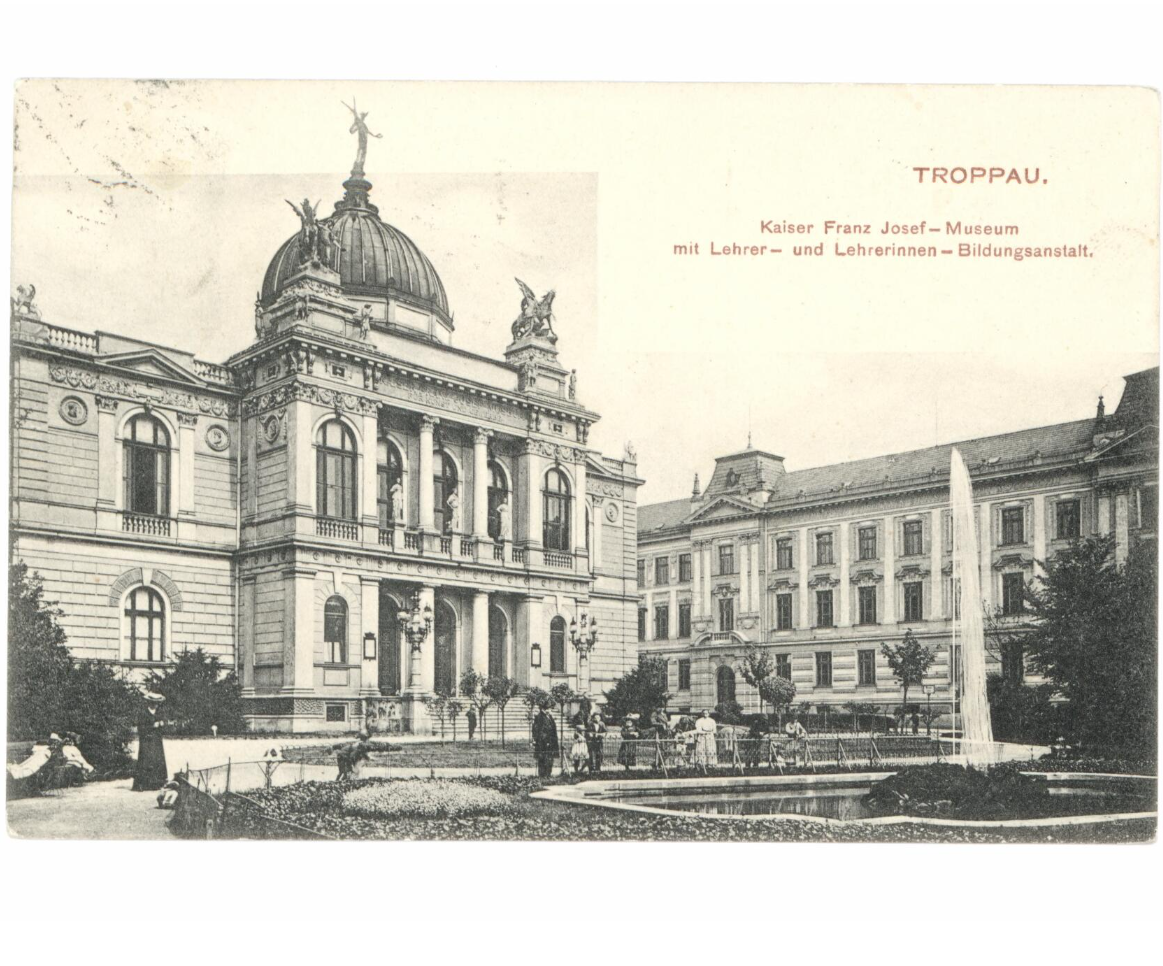 TROPPAU.
Kaiser Franz Josef-Museum
mit Lehrer- und Lehrerinnen-Bildungsanstalt.